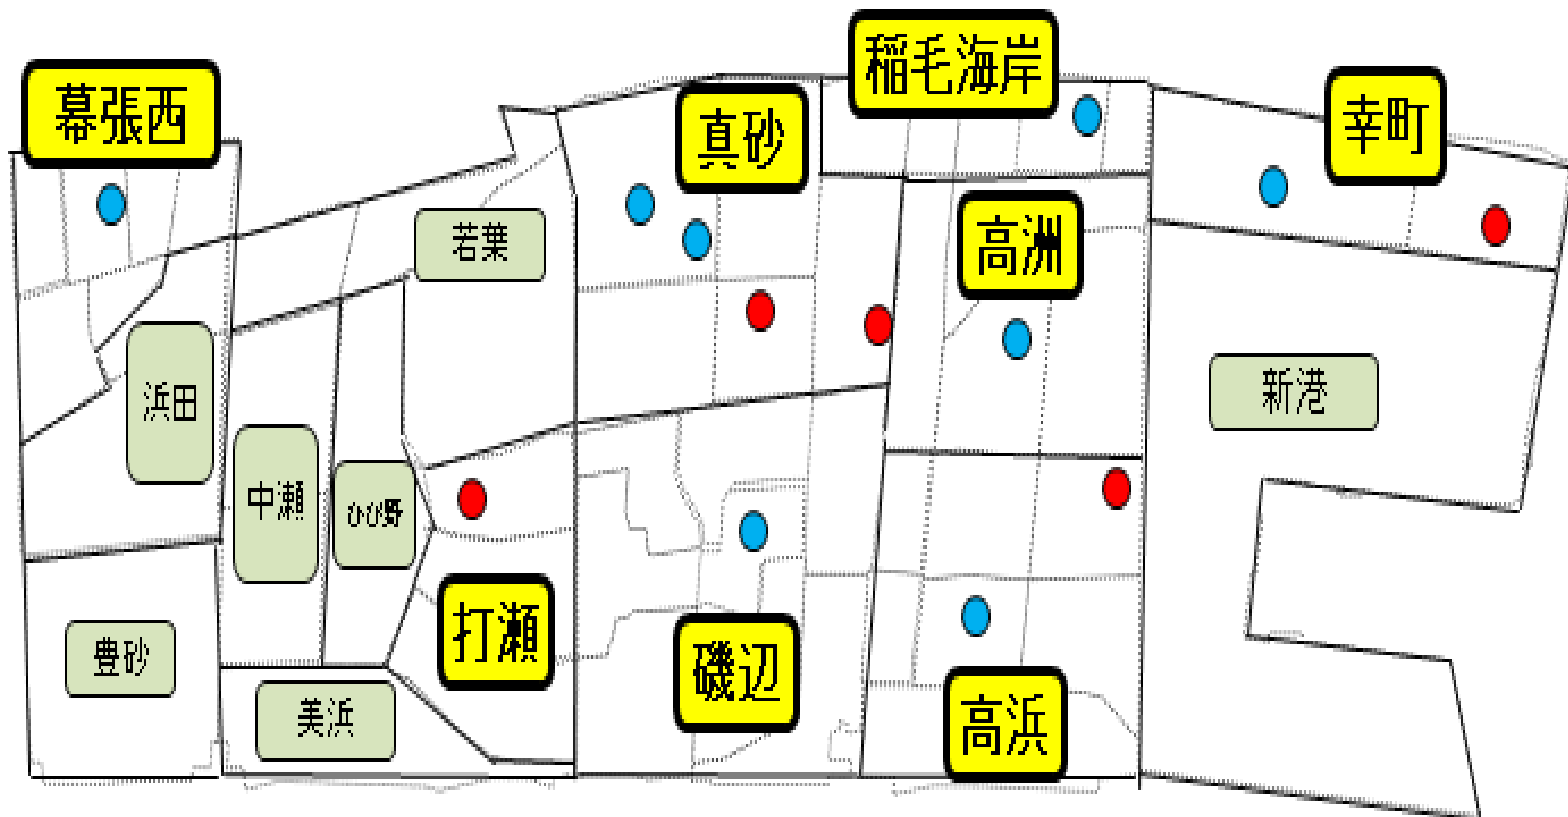 稲毛海岸
幕張西
真砂
幸町
若葉
高洲
浜田
新港
中瀬
ひび野
打瀬
豊砂
磯辺
美浜
高浜